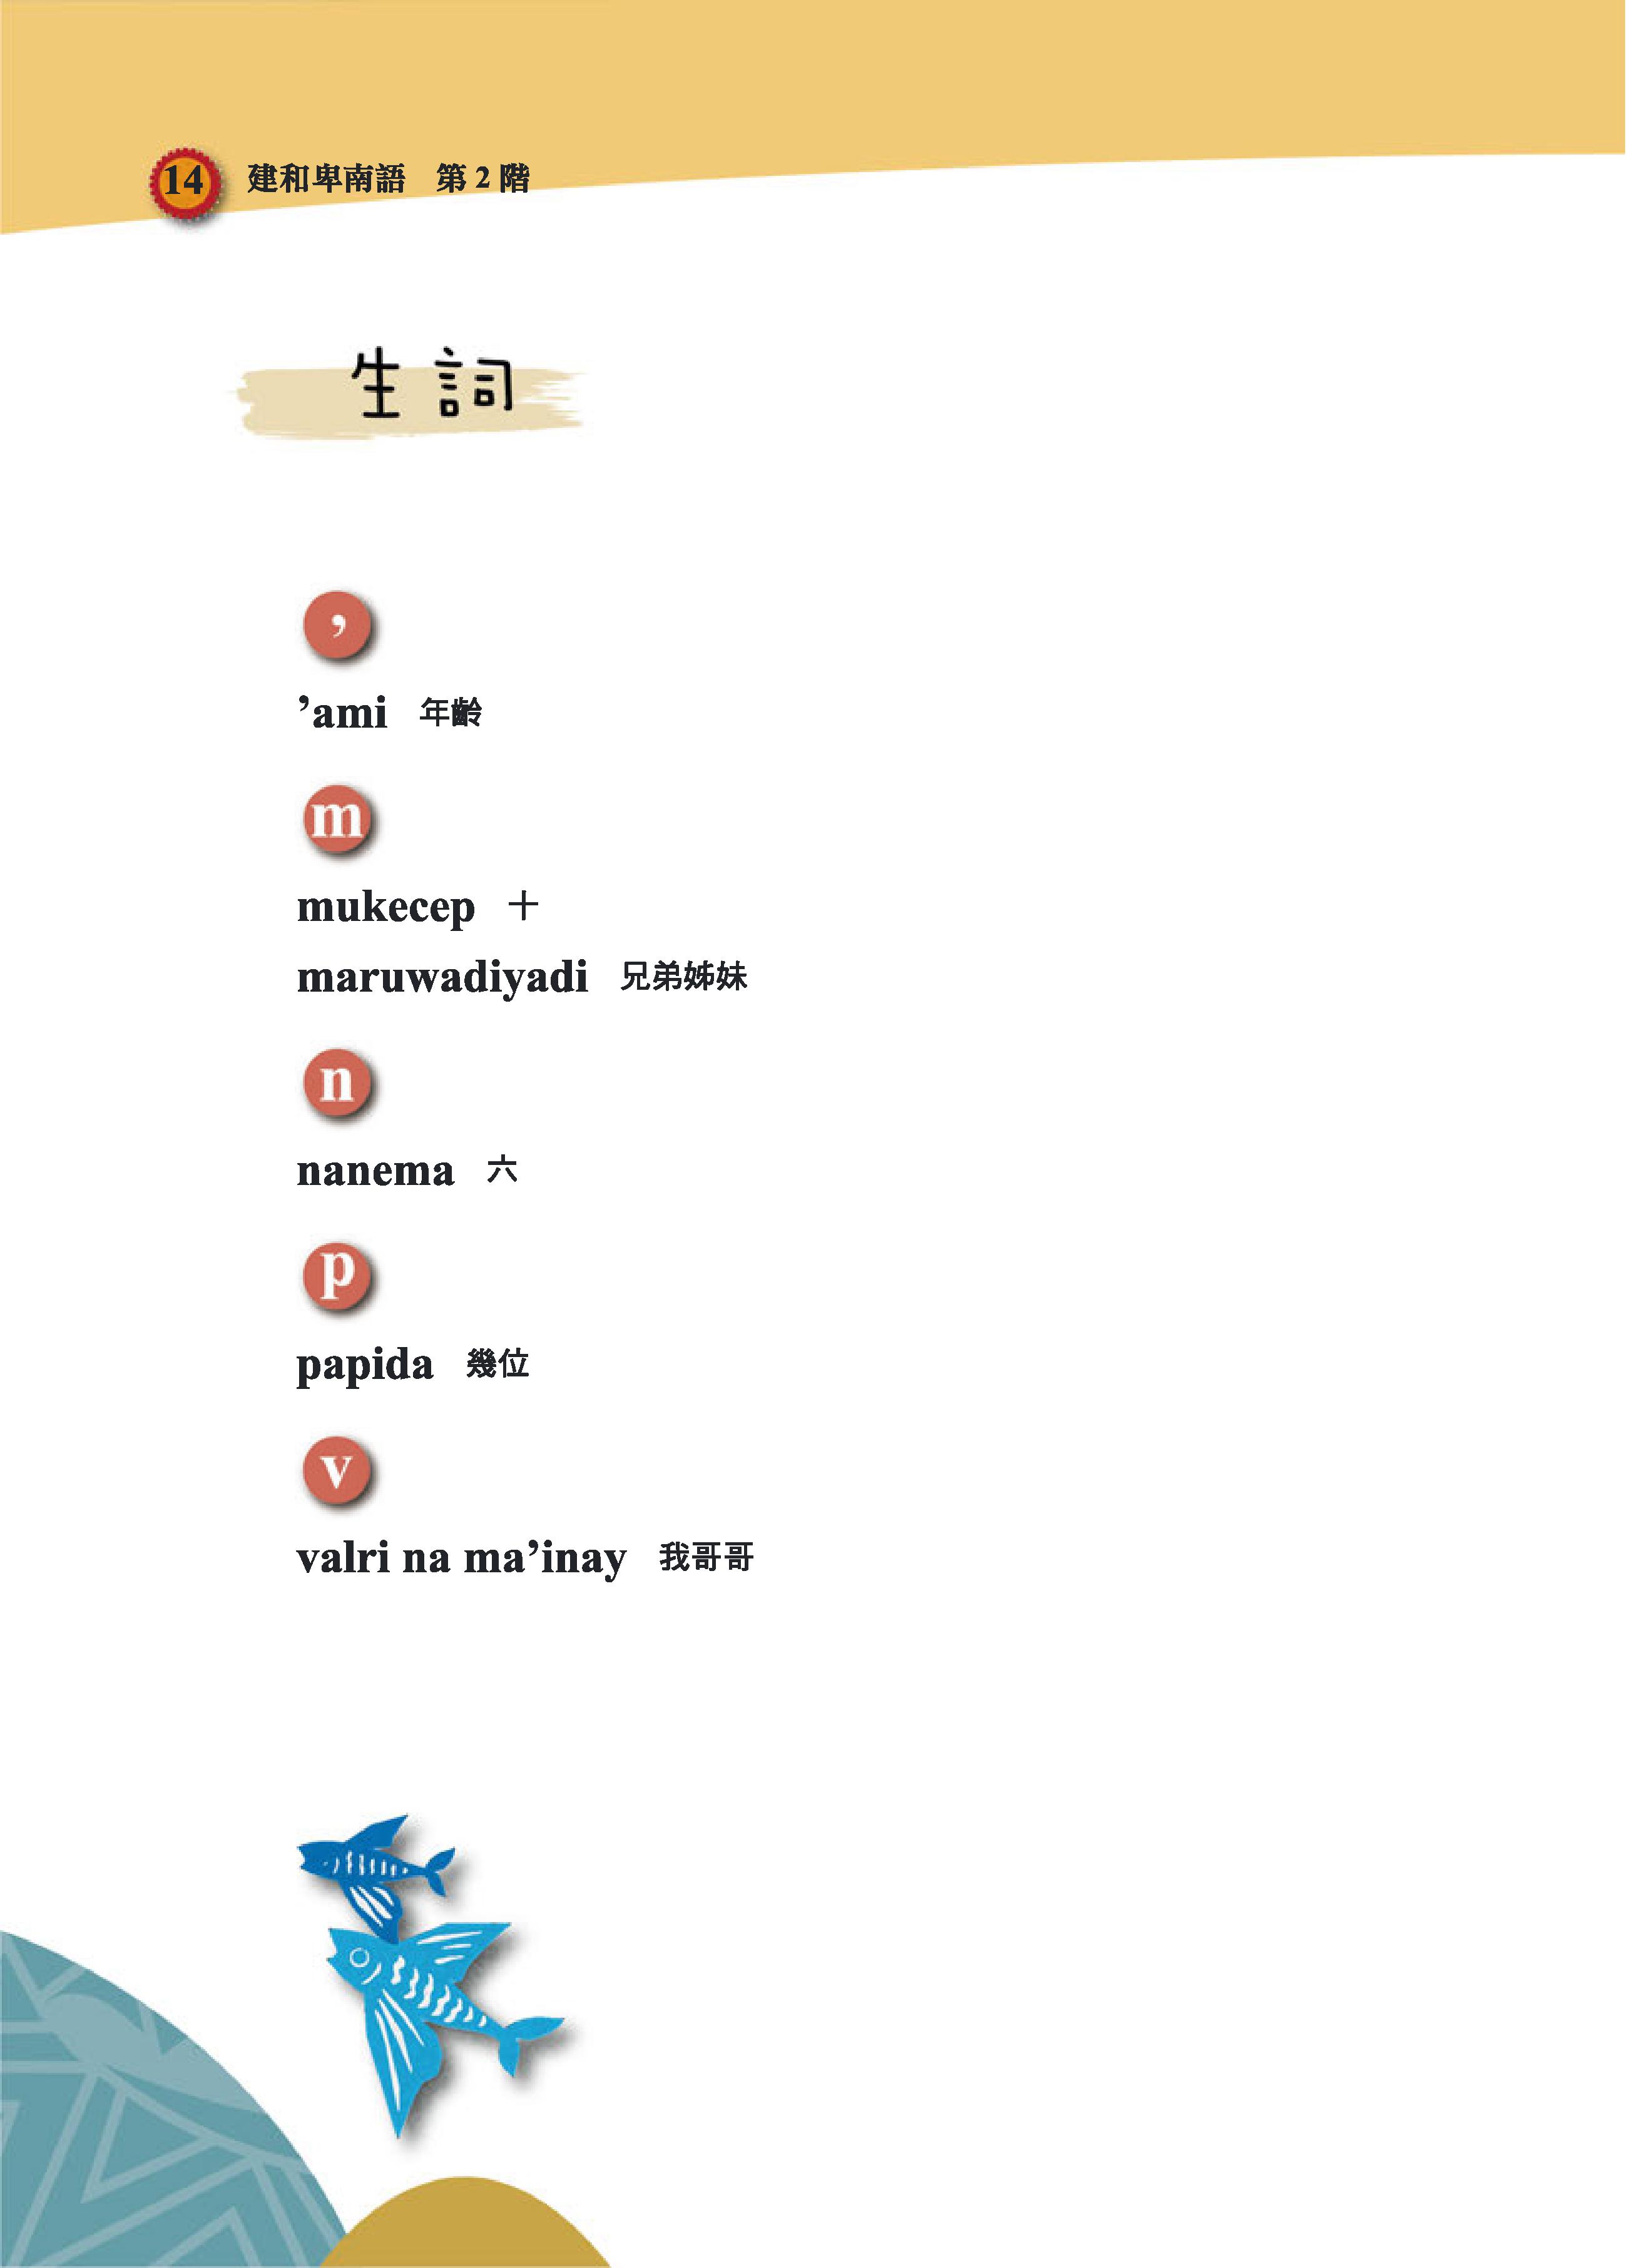 14 建和卑南語 第2階
生詞
’
’ami 年齡
m
mukecep 十
maruwadiyadi 兄弟姊妹
n
nanema 六
p
papida 幾位
v
valri na ma’inay 我哥哥